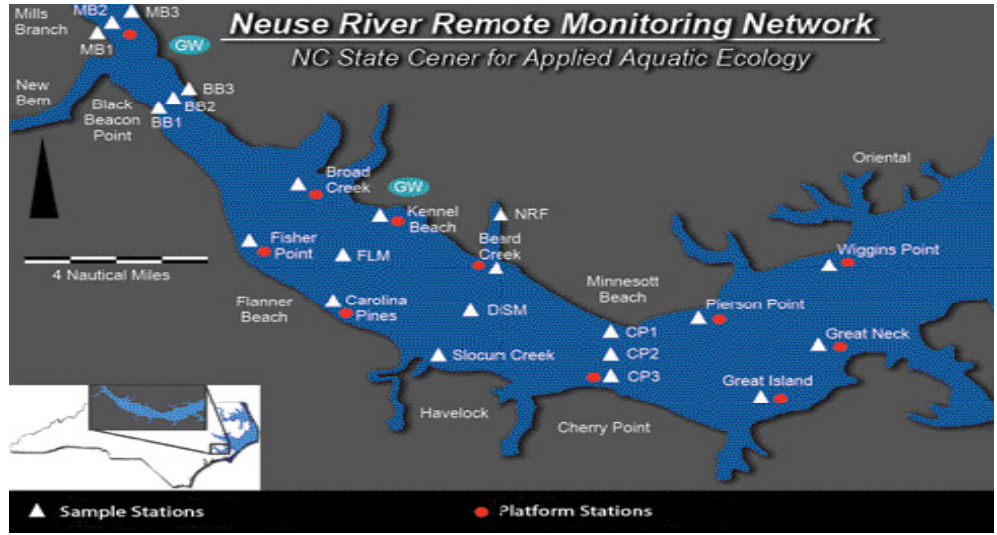 Neuse River Remote Monitoring Network
NC State Cener for Applied Aquatic Ecology
Mills
Branch
MB2
MB3
MB1
GW
New
Bern
Black
Beacon
Point
BB3
BB2
BB1
Broad
Creek
GW
Kennel
Beach
NRF
Oriental
Fisher
Point
FLM
Beard
Creek
Wiggins Point
4 Nautical Miles
Minnesott
Beach
Flanner
Beach
Carolina
Pines
DISM
Pierson Point
CP1
Great Neck
Slocum Creek
CP2
CP3
Great Island
Havelock
Cherry Point
Sample Stations
Platform Stations